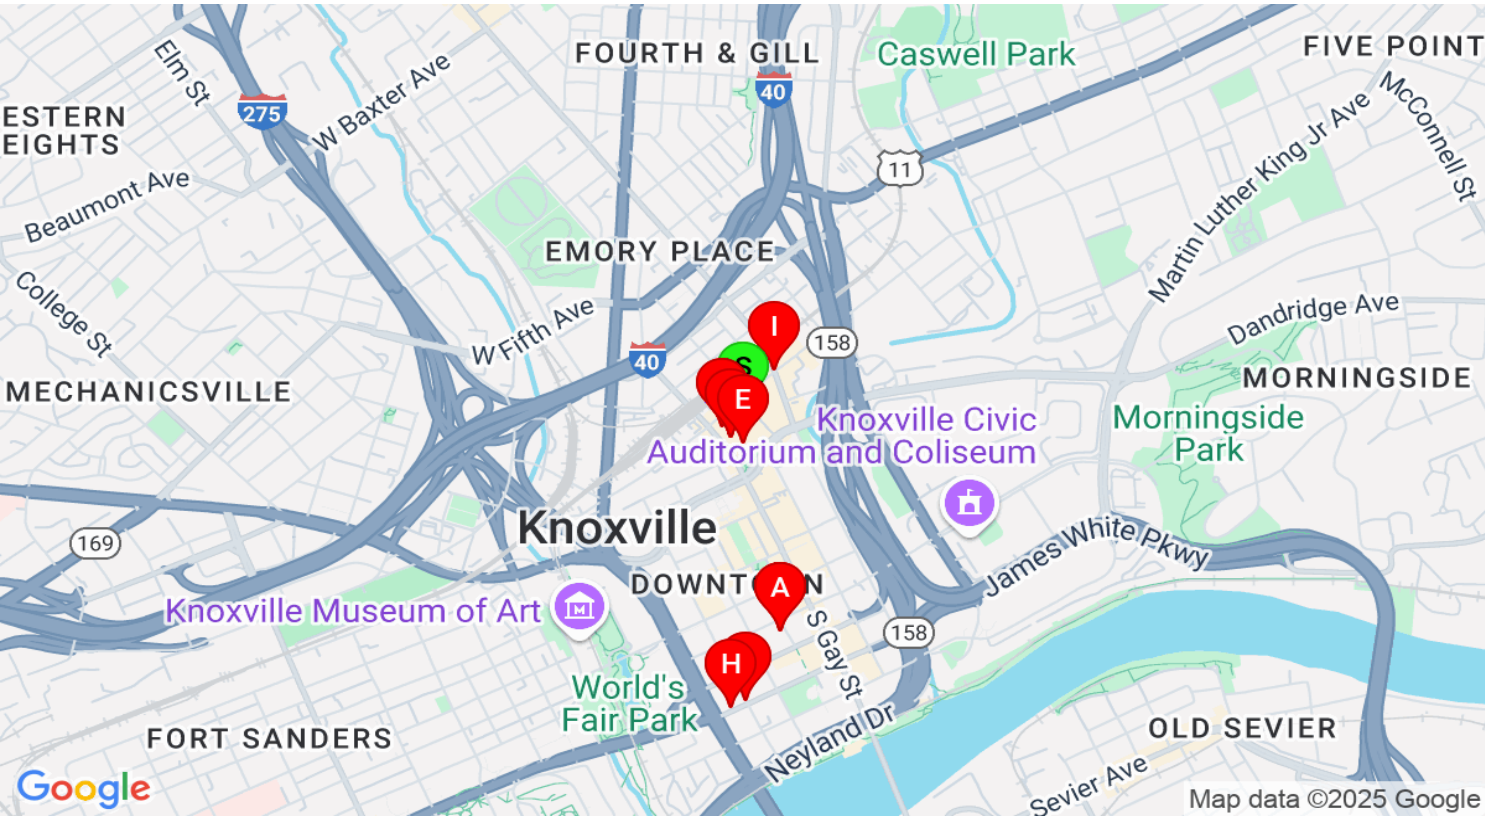 FOURTH & GILL
Caswell Park
FIVE POINT
Elm St
W Baxter Ave
40
275
McConnell St
ESTERN
EIGHTS
Martin Luther King Jr Ave
11
Beaumont Ave
EMORY PLACE
College St
W Fifth Ave
Dandridge Ave
I
158
40
S
MECHANICSVILLE
MORNINGSIDE
E
Knoxville Civic
Auditorium and Coliseum
Morningside
Park
Knoxville
169
James White Pkwy
DOWNT
N
A
Knoxville Museum of Art
S Gay St
158
H
World's
Fair Park
Neyland Dr
FORT SANDERS
OLD SEVIER
Sevier Ave
Google
Map data ©2025 Google